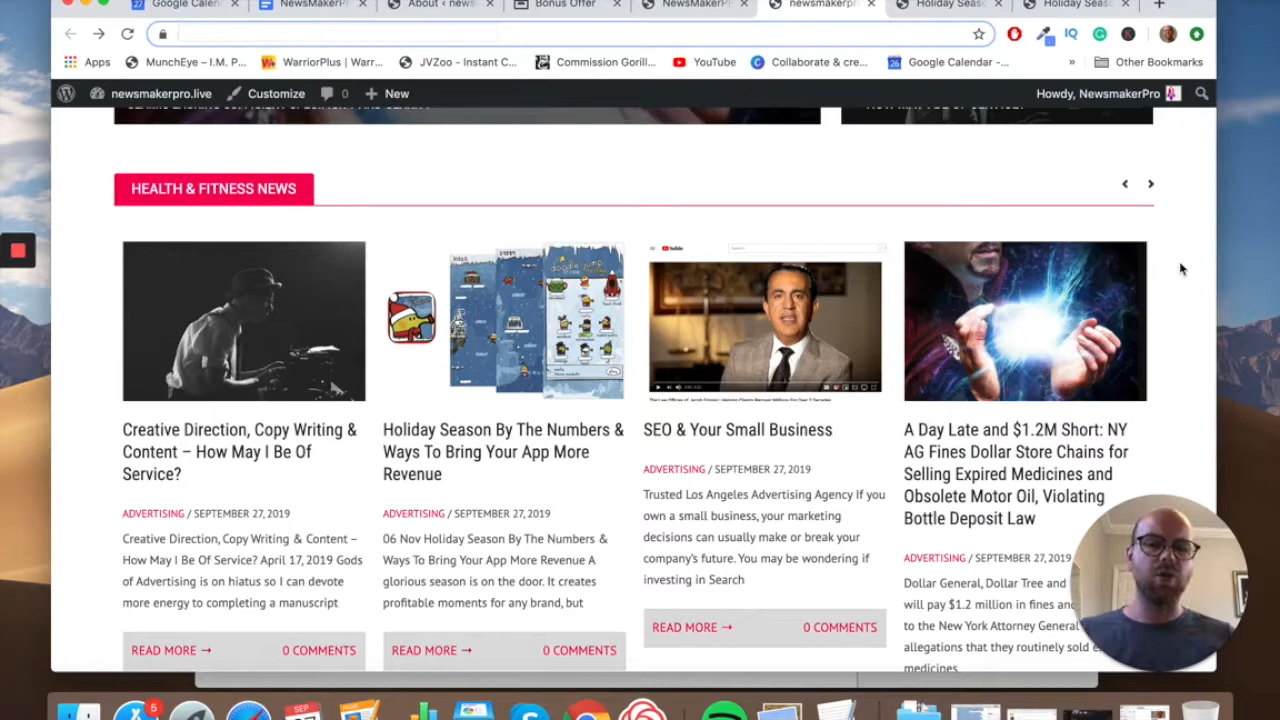 Google Calen
NewsMakerP
About ‹ news
Bonus Offer
NewsMakerP
newsmakerpr
Holiday Seaso
Holiday Seaso
Apps
MunchEye – I.M. P...
WarriorPlus | Warr...
JVZoo - Instant C...
Commission Gorill...
YouTube
Collaborate & cre...
Google Calendar -...
»
Other Bookmarks
newsmakerpro.live
Customize
0
New
Howdy, NewsmakerPro
HEALTH & FITNESS NEWS
YouTube
Search
doodle jump
Creative Direction, Copy Writing &
Content – How May I Be Of
Service?
ADVERTISING / SEPTEMBER 27, 2019
Creative Direction, Copy Writing & Content –
How May I Be Of Service? April 17, 2019 Gods
of Advertising is on hiatus so I can devote
more energy to completing a manuscript
READ MORE → 0 COMMENTS
Holiday Season By The Numbers &
Ways To Bring Your App More
Revenue
ADVERTISING / SEPTEMBER 27, 2019
06 Nov Holiday Season By The Numbers &
Ways To Bring Your App More Revenue A
glorious season is on the door. It creates
profitable moments for any brand, but
READ MORE → 0 COMMENTS
SEO & Your Small Business
ADVERTISING / SEPTEMBER 27, 2019
Trusted Los Angeles Advertising Agency If you
own a small business, your marketing
decisions can usually make or break your
company's future. You may be wondering if
investing in Search
READ MORE → 0 COMMENTS
A Day Late and $1.2M Short: NY
AG Fines Dollar Store Chains for
Selling Expired Medicines and
Obsolete Motor Oil, Violating
Bottle Deposit Law
ADVERTISING / SEPTEMBER 27, 2019
Dollar General, Dollar Tree and
will pay $1.2 million in fines and
to the New York Attorney General
allegations that they routinely sold e
medicines
5
SEP